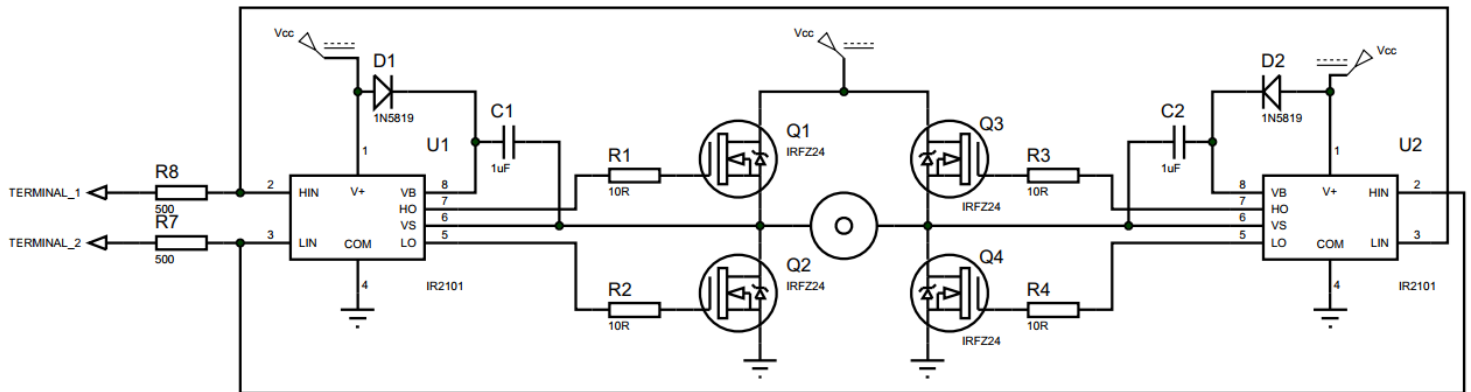 Vcc
D1
1N5819
C1
1uF
U1
1
R8
TERMINAL_1
500
R7
TERMINAL_2
500
2
HIN
V+
VB
8
HO
7
VS
6
3
LIN
COM
LO
5
4
IR2101
R1
10R
R2
10R
Q1
IRFZ24
Q2
IRFZ24
Vcc
Q3
IRFZ24
Q4
IRFZ24
R3
10R
R4
10R
Vcc
D2
1N5819
C2
1uF
U2
1
8
VB
V+
HIN
2
7
HO
6
VS
5
LO
COM
LIN
3
4
IR2101